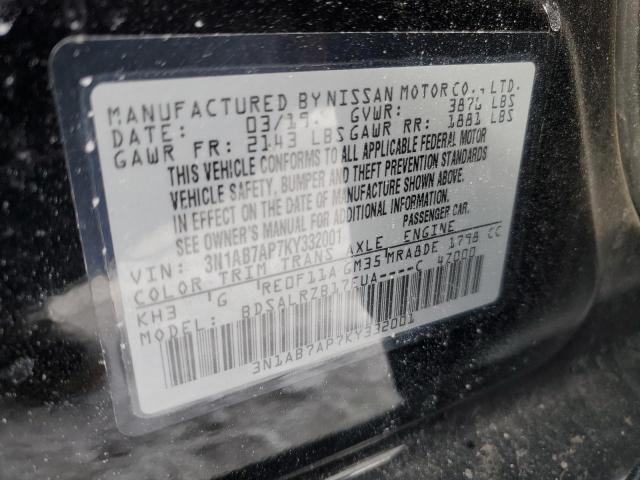 MANUFACTURED BY NISSAN MOTOR CO., LTD.
DATE: 03/19 GVWR: 3876 LBS
GAWR FR: 2143 LBS GAWR RR: 1881 LBS
THIS VEHICLE CONFORMS TO ALL APPLICABLE FEDERAL MOTOR
VEHICLE SAFETY, BUMPER AND THEFT PREVENTION STANDARDS
IN EFFECT ON THE DATE OF MANUFACTURE SHOWN ABOVE.
SEE OWNER'S MANUAL FOR ADDITIONAL INFORMATION.
VIN: 3N1AB7AP7KY332001 PASSENGER CAR
COLOR TRIM TRANS AXLE ENGINE
KH3 G RE0F11A GM35 MRA8DE 1798 CC
MODEL: BDSALRZB17EUA----C 4Z000
3N1AB7AP7KY332001